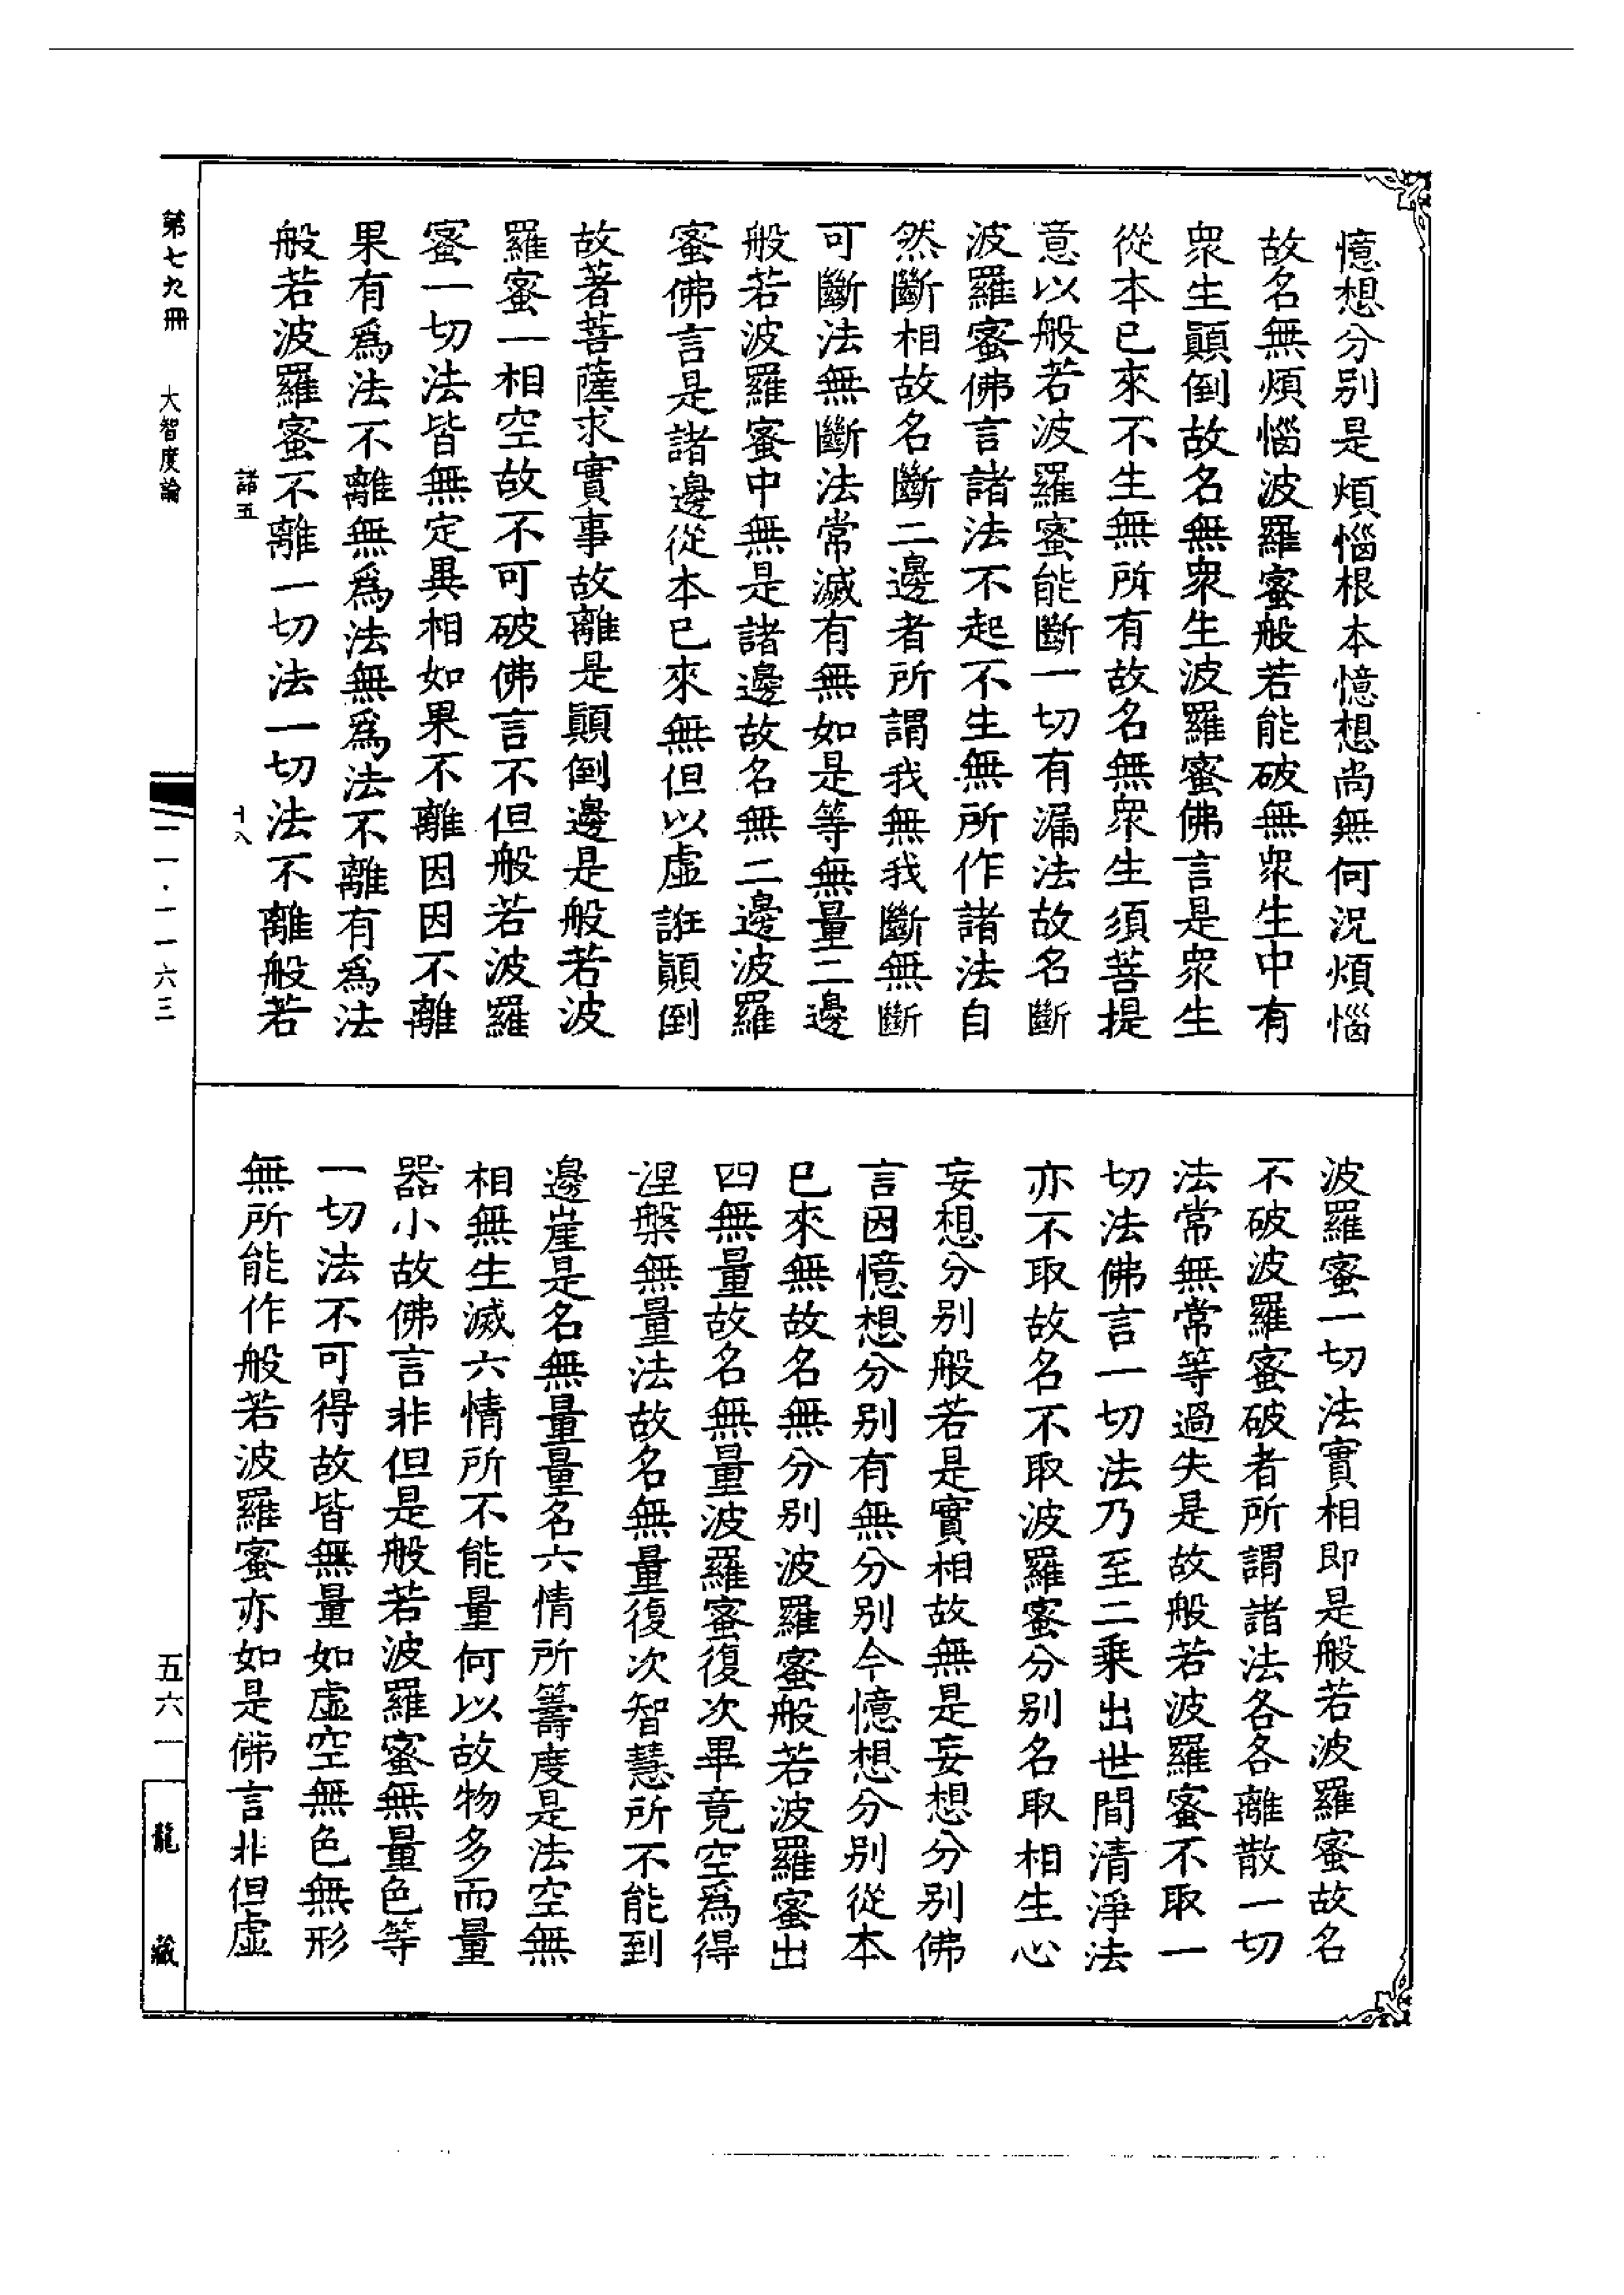 憶想分別是煩惱根本憶想尚無何況煩惱
故名無煩惱波羅蜜般若能破無眾生中有
眾生顛倒故名無眾生波羅蜜佛言是眾生
從本已來不生無所有故名無眾生須菩提
意以般若波羅蜜能斷一切有漏法故名斷
波羅蜜佛言諸法不起不生無所作諸法自
然斷相故名斷二邊者所謂我無我斷無斷
可斷法無斷法常滅有無如是等無量二邊
般若波羅蜜中無是諸邊故名無二邊波羅
蜜佛言是諸邊從本已來無但以虛誑顛倒
故著菩薩求實事故離是顛倒邊是般若波
羅蜜一相空故不可破佛言不但般若波羅
蜜一切法皆無定異相如果不離因因不離
果有為法不離無為法無為法不離有為法
般若波羅蜜不離一切法一切法不離般若
波羅蜜一切法實相即是般若波羅蜜故名
不破波羅蜜破者所謂諸法各各離散一切
法常無常等過失是故般若波羅蜜不取一
切法佛言一切法乃至二乘出世間清淨法
亦不取故名不取波羅蜜分別名取相生心
妄想分別般若是實相故無是妄想分別佛
言因憶想分別有無分別今憶想分別從本
已來無故名無分別波羅蜜般若波羅蜜出
四無量故名無量波羅蜜復次畢竟空為得
涅槃無量法故名無量復次智慧所不能到
邊崖是名無量量名六情所籌度是法空無
相無生滅六情所不能量何以故物多而量
器小故佛言非但是般若波羅蜜無量色等
一切法不可得故皆無量如虛空無色無形
無所能作般若波羅蜜亦如是佛言非但虛
諸五
十八
第七九冊
大智度論
一一·一一六三
五六一
龍藏